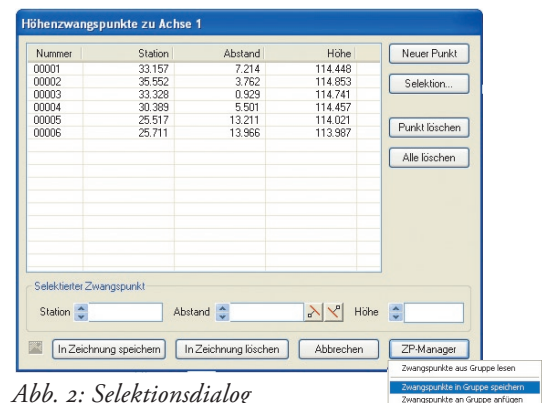 Höhenzwangspunkte zu Achse 1
Nummer Station Abstand Höhe
00001 33.157 7.214 114.448
00002 35.552 3.762 114.853
00003 33.328 0.929 114.741
00004 30.389 5.501 114.457
00005 25.517 13.211 114.021
00006 25.711 13.966 113.987
Neuer Punkt
Selektion...
Punkt löschen
Alle löschen
Selektierter Zwangspunkt
Station Abstand Höhe
In Zeichnung speichern In Zeichnung löschen Abbrechen ZP-Manager
Zwangspunkte aus Gruppe lesen
Zwangspunkte in Gruppe speichern
Zwangspunkte an Gruppe anfügen
Abb. 2: Selektionsdialog